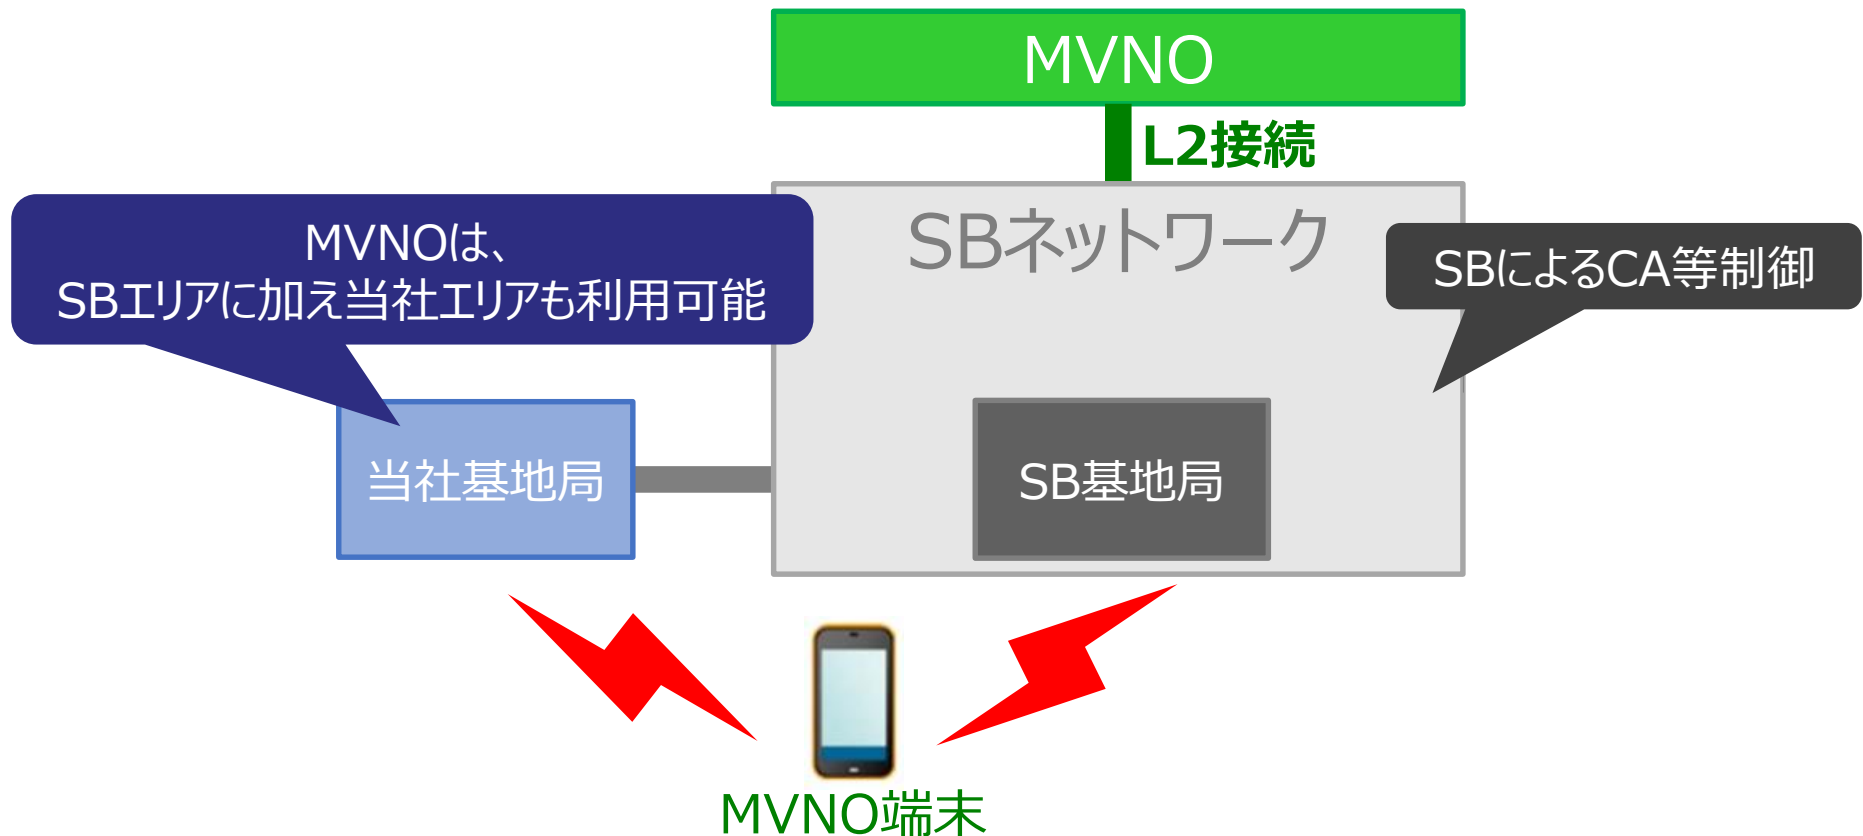 MVNO
L2接続
SBネットワーク
MVNOは、
SBエリアに加え当社エリアも利用可能
SBによるCA等制御
当社基地局
SB基地局
MVNO端末